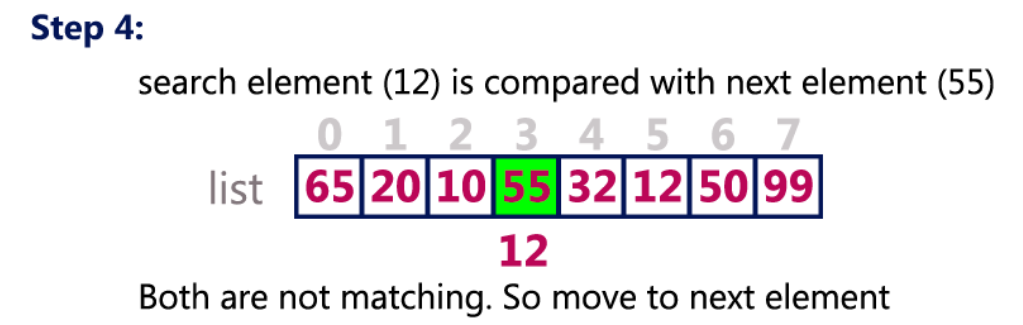 Step 4:
search element (12) is compared with next element (55)
0 1 2 3 4 5 6 7
list 65 20 10 55 32 12 50 99
12
Both are not matching. So move to next element